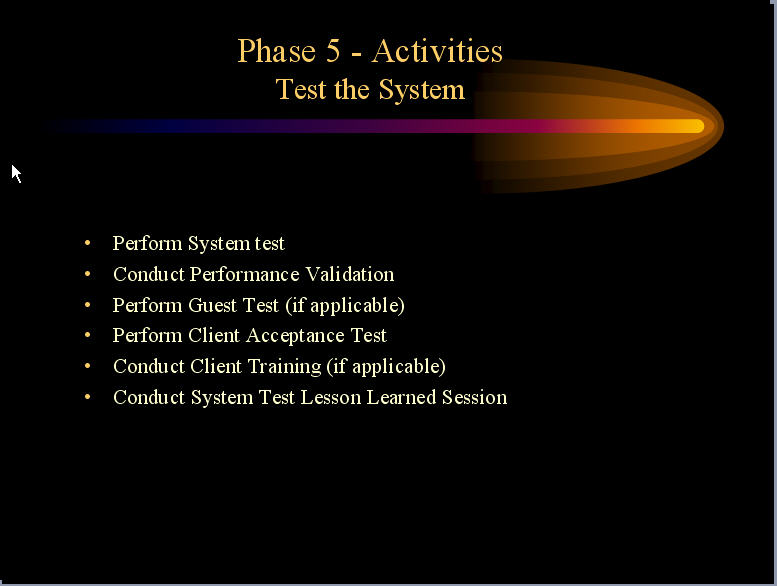 Phase 5 - Activities
Test the System
• Perform System test
• Conduct Performance Validation
• Perform Guest Test (if applicable)
• Perform Client Acceptance Test
• Conduct Client Training (if applicable)
• Conduct System Test Lesson Learned Session